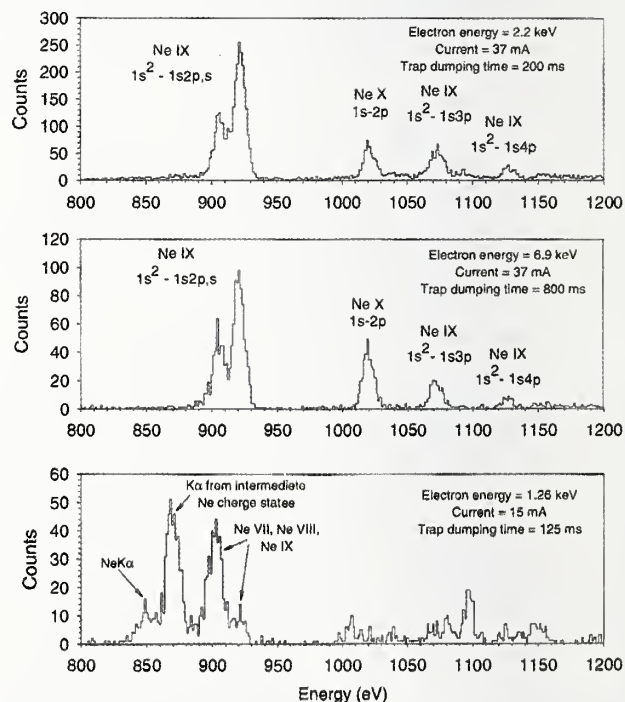 300
250
200
150
100
50
0
Counts
Ne IX
1s² - 1s2p,s
Ne X
1s-2p
Ne IX
1s² - 1s3p
Ne IX
1s² - 1s4p
Electron energy = 2.2 keV
Current = 37 mA
Trap dumping time = 200 ms
800 850 900 950 1000 1050 1100 1150 1200
120
100
80
60
40
20
0
Counts
Ne IX
1s² - 1s2p,s
Ne X
1s-2p
Ne IX
1s² - 1s3p
Ne IX
1s² - 1s4p
Electron energy = 6.9 keV
Current = 37 mA
Trap dumping time = 800 ms
800 850 900 950 1000 1050 1100 1150 1200
60
50
40
30
20
10
0
Counts
Kα from intermediate
Ne charge statee
NeKα
Ne VII, Ne VIII,
Ne IX
Electron energy = 1.26 keV
Current = 15 mA
Trap dumping time = 125 ms
800 850 900 950 1000 1050 1100 1150 1200
Energy (eV)